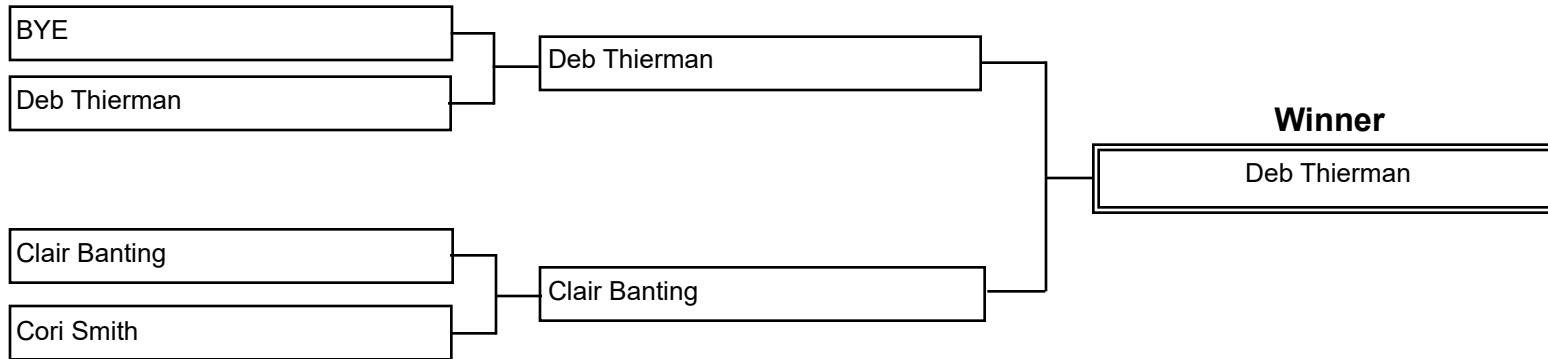 BYE
Deb Thierman
Deb Thierman
Winner
Deb Thierman
Clair Banting
Clair Banting
Cori Smith